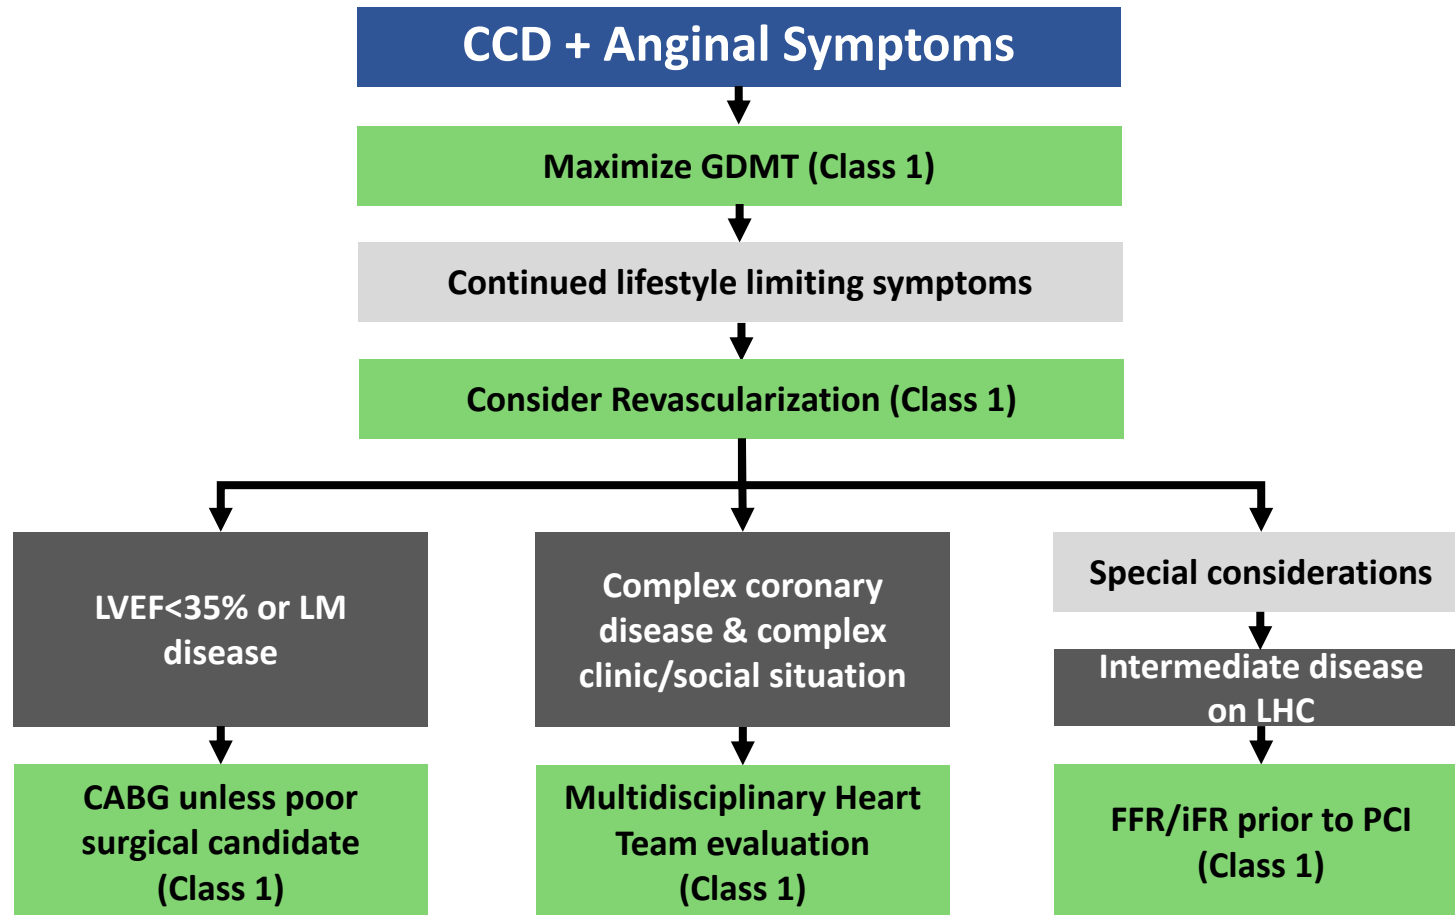 CCD + Anginal Symptoms
Maximize GDMT (Class 1)
Continued lifestyle limiting symptoms
Consider Revascularization (Class 1)
LVEF<35% or LM
disease
CABG unless poor
surgical candidate
(Class 1)
Complex coronary
disease & complex
clinic/social situation
Multidisciplinary Heart
Team evaluation
(Class 1)
Special considerations
Intermediate disease
on LHC
FFR/iFR prior to PCI
(Class 1)